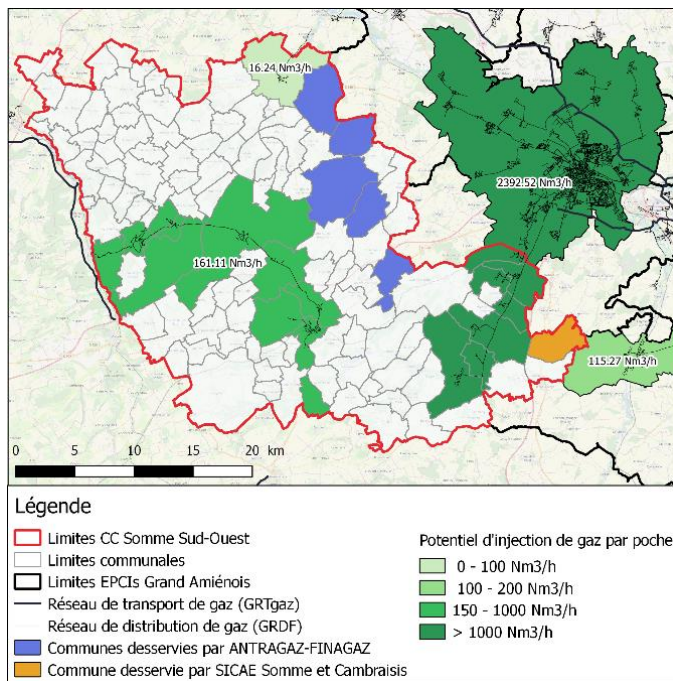 16.24 Nm3/h
2392.52 Nm3/h
161.11 Nm3/h
115.27 Nm3/h
0 5 10 15 20 km
Légende
Limites CC Somme Sud-Ouest
Limites communales
Limites EPCIs Grand Amiénois
Réseau de transport de gaz (GRTgaz)
Réseau de distribution de gaz (GRDF)
Communes desservies par ANTRAGAZ-FINAGAZ
Commune desservie par SICAE Somme et Cambraisis
Potentiel d'injection de gaz par poche
0 - 100 Nm3/h
100 - 200 Nm3/h
150 - 1000 Nm3/h
> 1000 Nm3/h